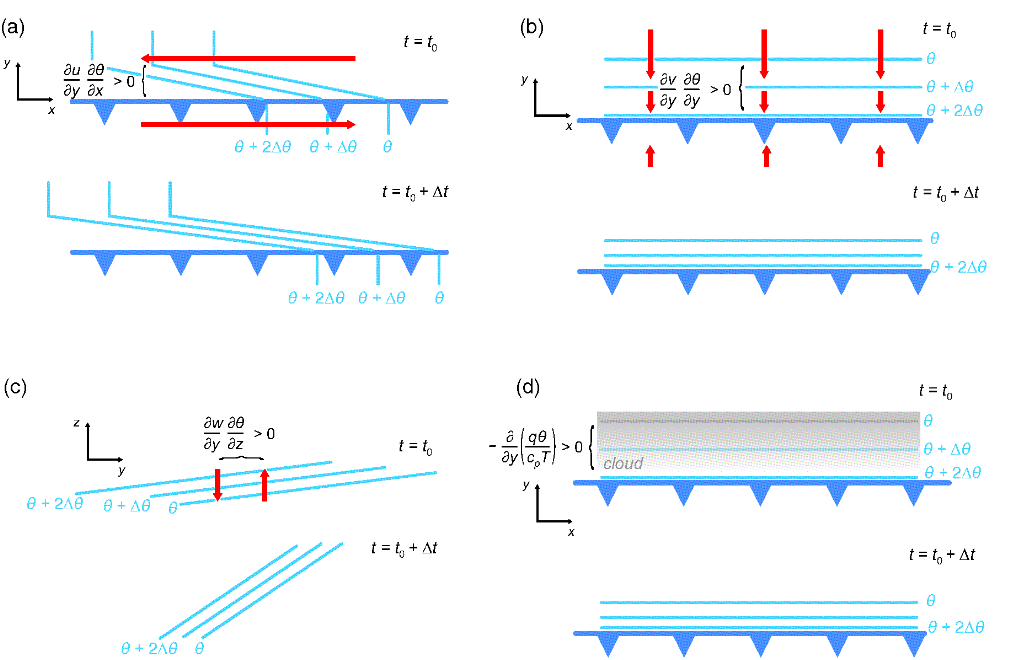 (a)
t = t₀
y
x
∂u/∂y ∂θ/∂x > 0
θ + 2Δθ
θ + Δθ
θ
t = t₀ + Δt
θ + 2Δθ
θ + Δθ
θ
(b)
t = t₀
y
x
∂v/∂y ∂θ/∂y > 0
θ
θ + Δθ
θ + 2Δθ
t = t₀ + Δt
θ
θ + 2Δθ
(c)
z
y
∂w/∂y ∂θ/∂z > 0
t = t₀
θ + 2Δθ
θ + Δθ
θ
t = t₀ + Δt
θ + 2Δθ
θ
(d)
t = t₀
− ∂/∂y (qθ/cₚT) > 0
cloud
θ
θ + Δθ
θ + 2Δθ
y
x
t = t₀ + Δt
θ
θ + 2Δθ